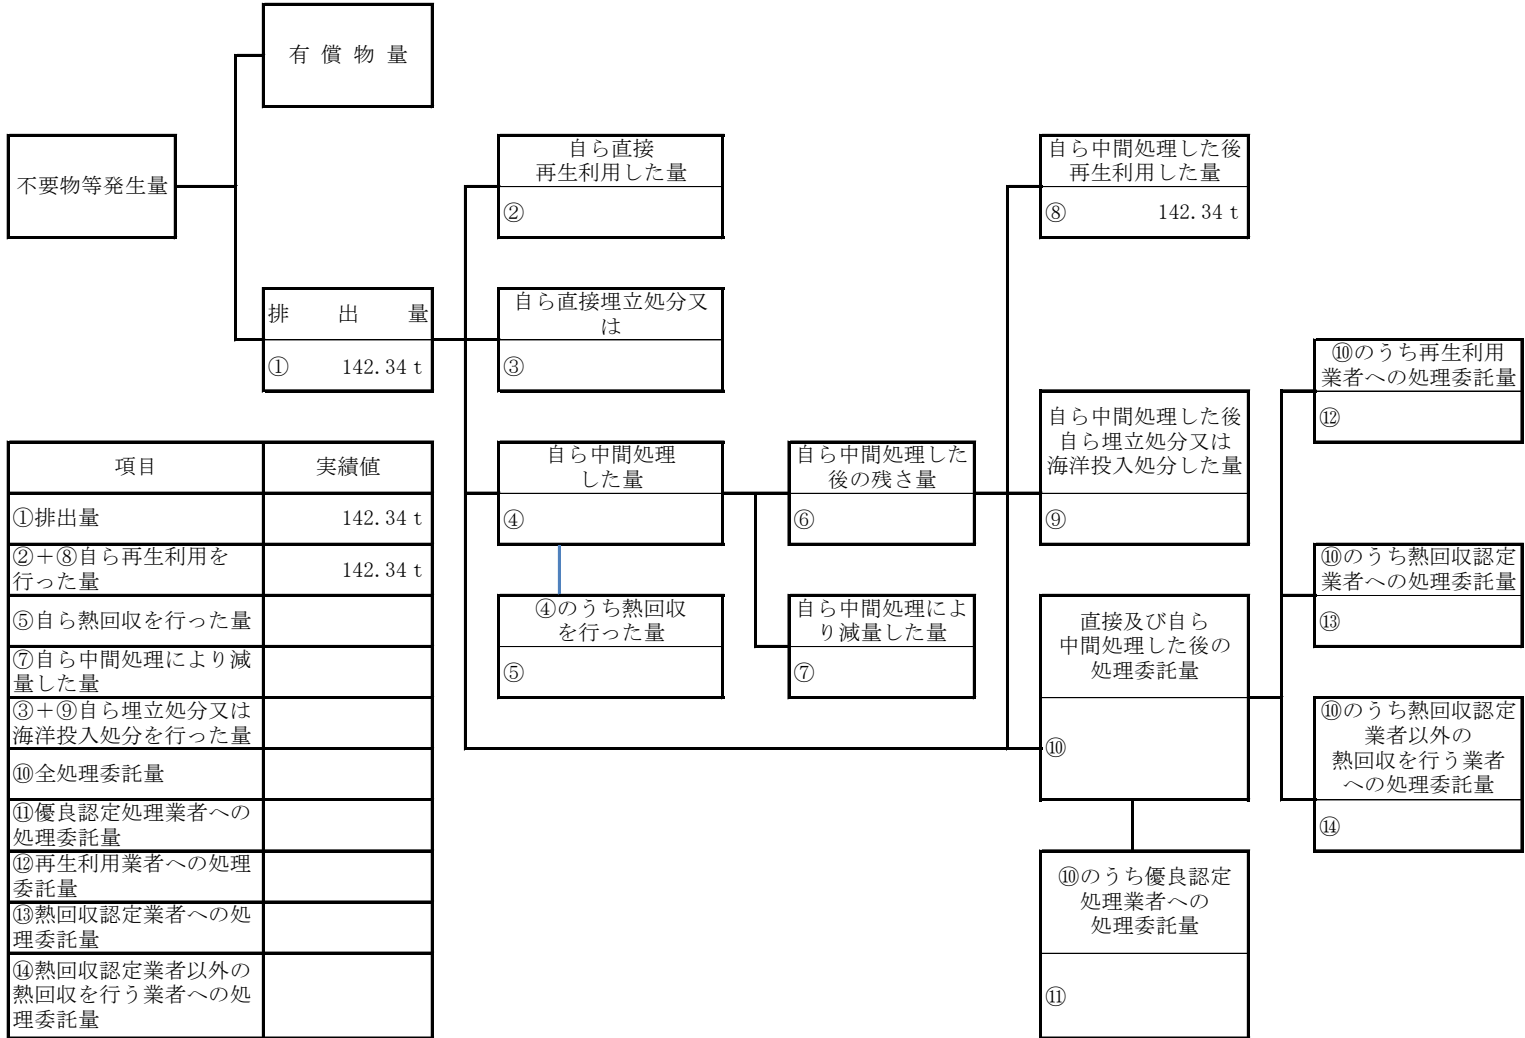 有 償 物 量
不要物等発生量
排 出 量
① 142.34 t
自ら直接
再生利用した量
②
自ら直接埋立処分又
は
③
自ら中間処理
した量
④
④のうち熱回収
を行った量
⑤
自ら中間処理した
後の残さ量
⑥
自ら中間処理によ
り減量した量
⑦
自ら中間処理した後
再生利用した量
⑧ 142.34 t
自ら中間処理した後
自ら埋立処分又は
海洋投入処分した量
⑨
直接及び自ら
中間処理した後の
処理委託量
⑩
⑩のうち優良認定
処理業者への
処理委託量
⑪
⑩のうち再生利用
業者への処理委託量
⑫
⑩のうち熱回収認定
業者への処理委託量
⑬
⑩のうち熱回収認定
業者以外の
熱回収を行う業者
への処理委託量
⑭
項目 実績値
①排出量 142.34 t
②＋⑧自ら再生利用を
行った量 142.34 t
⑤自ら熱回収を行った量
⑦自ら中間処理により減
量した量
③＋⑨自ら埋立処分又は
海洋投入処分を行った量
⑩全処理委託量
⑪優良認定処理業者への
処理委託量
⑫再生利用業者への処理
委託量
⑬熱回収認定業者への処
理委託量
⑭熱回収認定業者以外の
熱回収を行う業者への処
理委託量